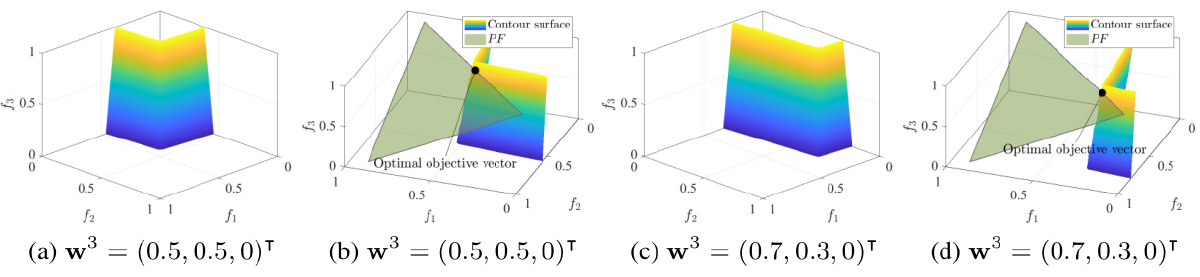 1
0.5
0
f₃
0
0.5
1
f₂
1
0.5
0
f₁
Contour surface
PF
1
0.5
0
f₃
Optimal objective vector
1
0.5
0
f₁
1
0.5
0
f₂
1
0.5
0
f₃
0
0.5
1
f₂
1
0.5
0
f₁
Contour surface
PF
1
0.5
0
f₃
Optimal objective vector
1
0.5
0
f₁
1
0.5
0
f₂
(a) w³ = (0.5, 0.5, 0)ᵀ
(b) w³ = (0.5, 0.5, 0)ᵀ
(c) w³ = (0.7, 0.3, 0)ᵀ
(d) w³ = (0.7, 0.3, 0)ᵀ